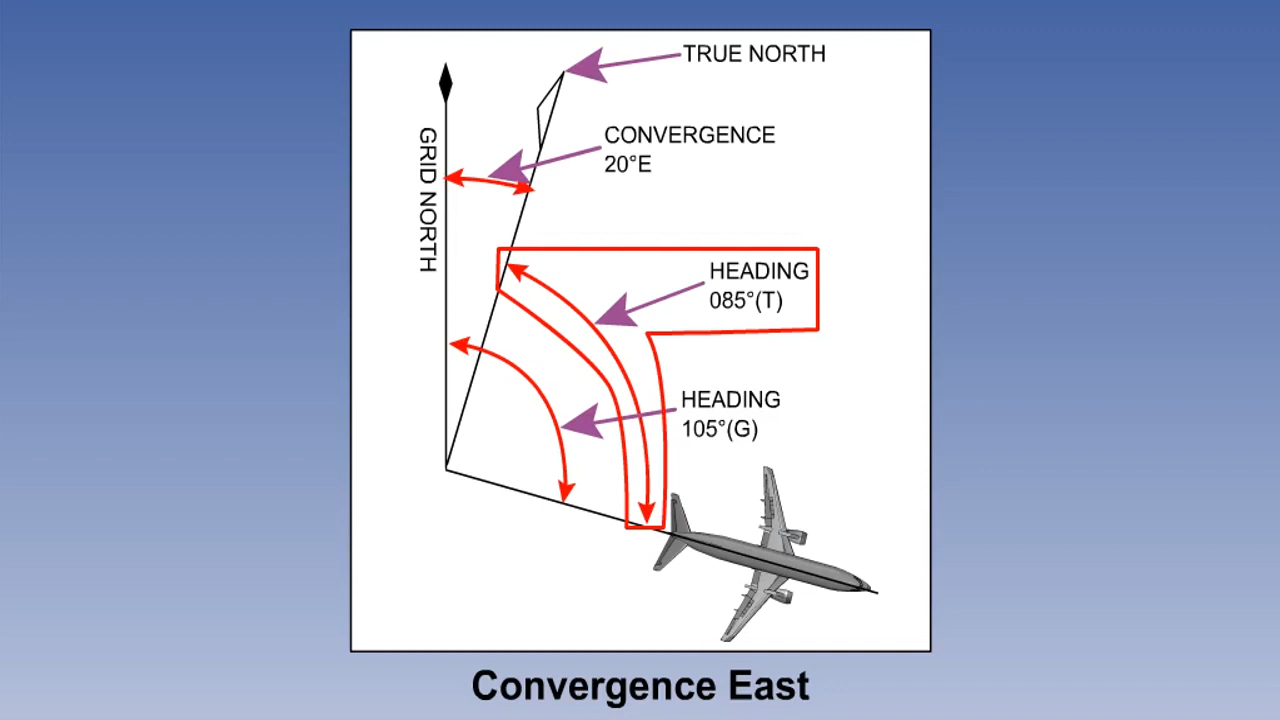 TRUE NORTH
CONVERGENCE
20°E
GRID NORTH
HEADING
085°(T)
HEADING
105°(G)
Convergence East